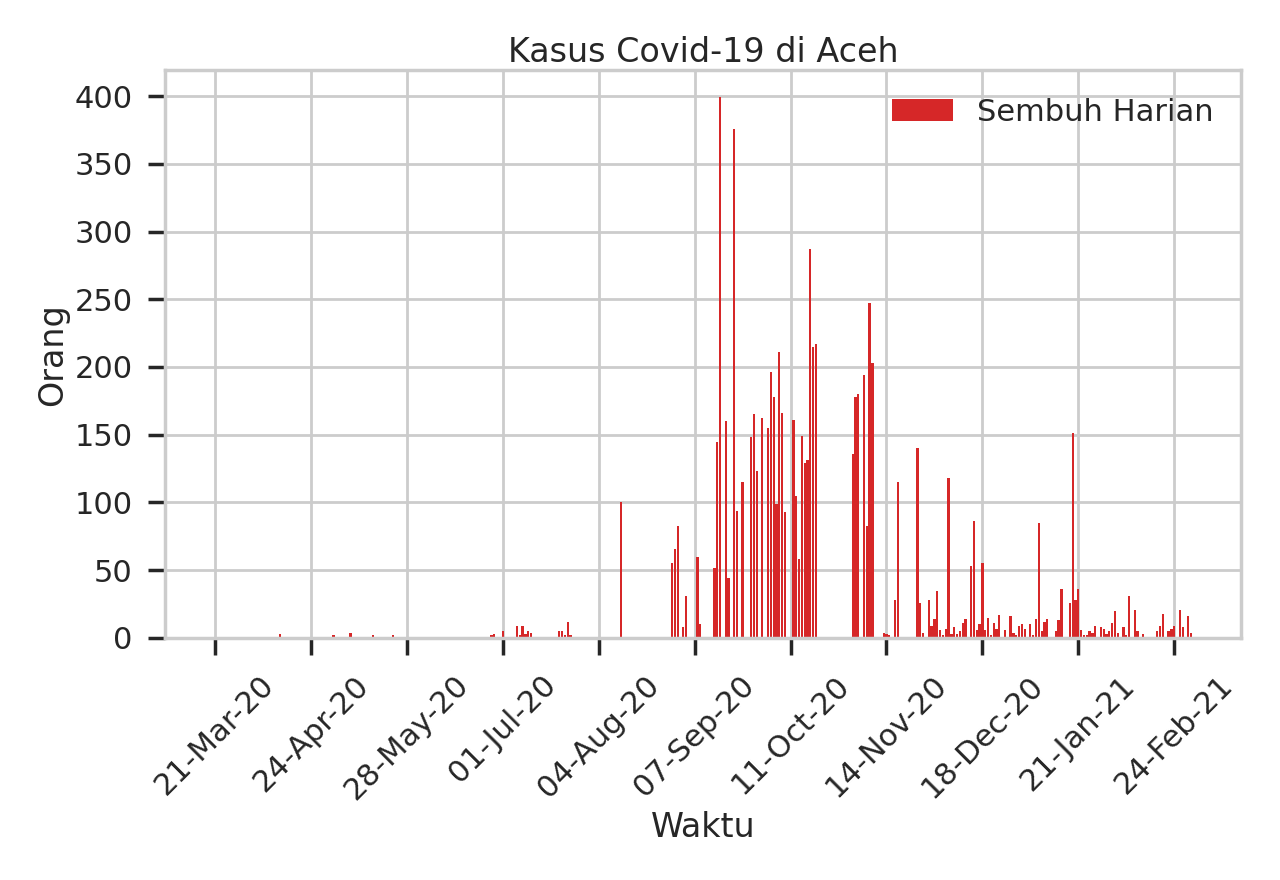 Kasus Covid-19 di Aceh
Sembuh Harian
Orang
400
350
300
250
200
150
100
50
0
21-Mar-20
24-Apr-20
28-May-20
01-Jul-20
04-Aug-20
07-Sep-20
11-Oct-20
14-Nov-20
18-Dec-20
21-Jan-21
24-Feb-21
Waktu